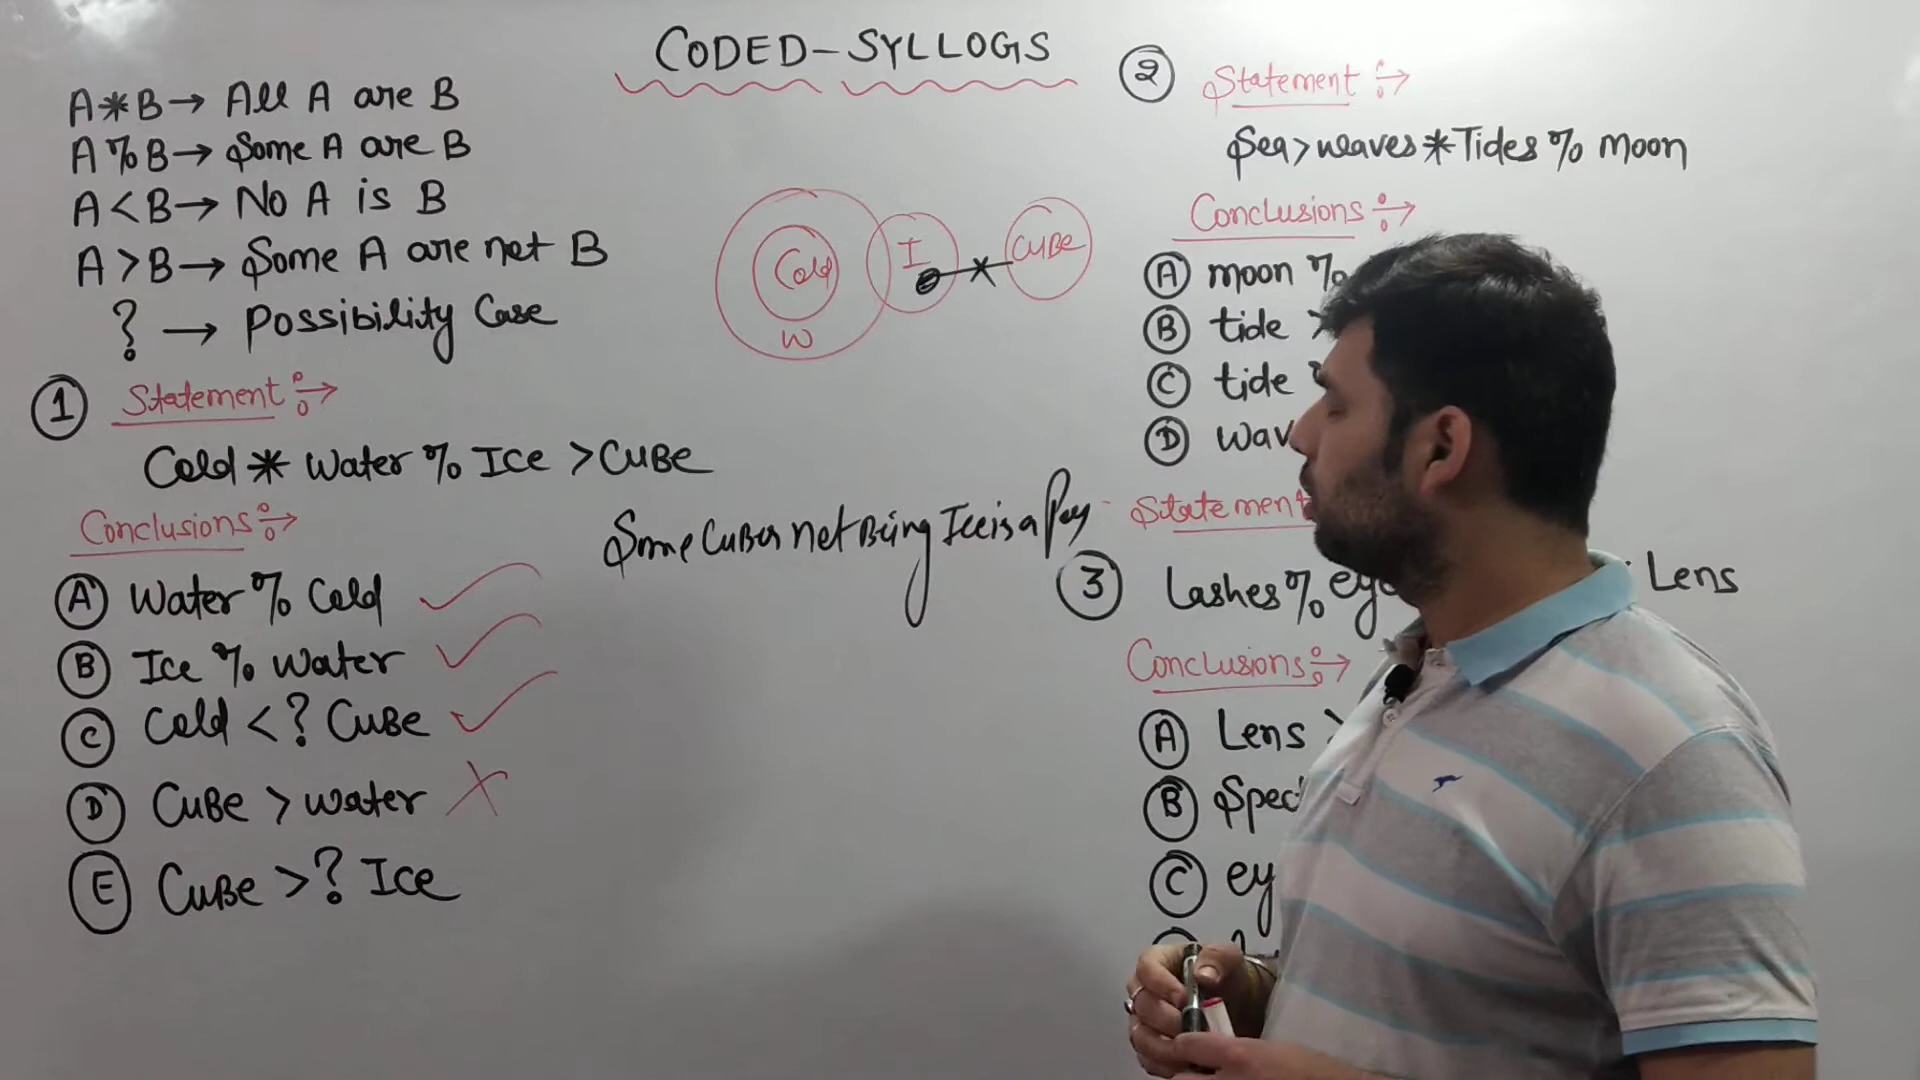 CODED-SYLLOGS
A*B→ All A are B
A%B→ Some A are B
A<B→ No A is B
A>B→ Some A are not B
? → Possibility Case
Cold
W
I
CUBE
① Statement
Cold * Water % Ice > CUBE
Conclusions
Ⓐ Water % Cold ✓
Ⓑ Ice % Water ✓
Ⓒ Cold <? CUBE ✓
Ⓓ CUBE > water ✗
Ⓔ CUBE >? Ice
Some Cubes not Being Ice is a
② Statement
Sea > waves * Tides % moon
Conclusions
Ⓐ moon %
Ⓑ tide >
Ⓒ tide
Ⓓ wav
Statement
③ Lashes % eye Lens
Conclusions
Ⓐ Lens >
Ⓑ Spec
Ⓒ ey